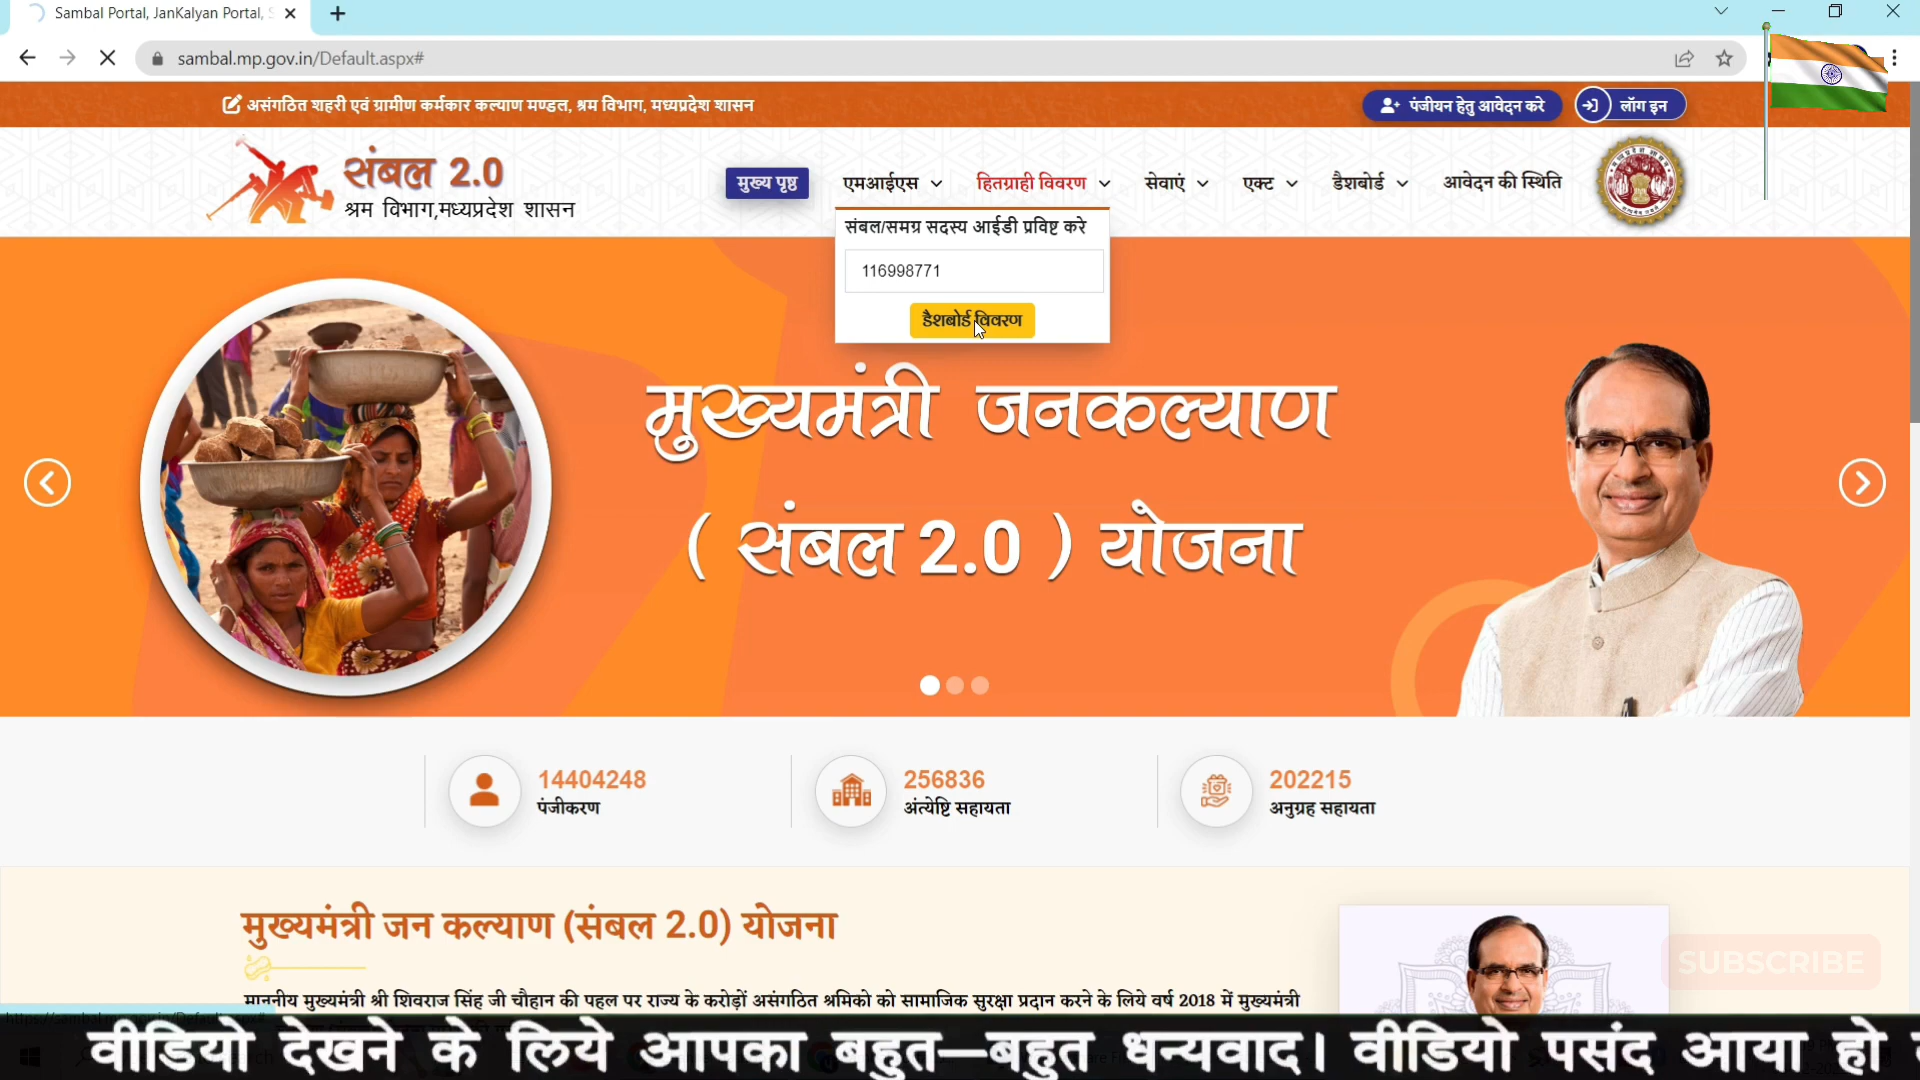 Sambal Portal, JanKalyan Portal,
sambal.mp.gov.in/Default.aspx#
असंगठित शहरी एवं ग्रामीण कर्मकार कल्याण मण्डल, श्रम विभाग, मध्यप्रदेश शासन
पंजीयन हेतु आवेदन करे
लॉग इन
संबल 2.0
श्रम विभाग,मध्यप्रदेश शासन
मुख्य पृष्ठ
एमआईएस
हितग्राही विवरण
सेवाएं
एक्ट
डैशबोर्ड
आवेदन की स्थिति
संबल/समग्र सदस्य आईडी प्रविष्ट करे
116998771
डैशबोर्ड विवरण
मुख्यमंत्री जनकल्याण
( संबल 2.0 ) योजना
14404248
पंजीकरण
256836
अंत्येष्टि सहायता
202215
अनुग्रह सहायता
मुख्यमंत्री जन कल्याण (संबल 2.0) योजना
माननीय मुख्यमंत्री श्री शिवराज सिंह जी चौहान की पहल पर राज्य के करोड़ों असंगठित श्रमिको को सामाजिक सुरक्षा प्रदान करने के लिये वर्ष 2018 में मुख्यमंत्री
SUBSCRIBE
वीडियो देखने के लिये आपका बहुत–बहुत धन्यवाद। वीडियो पसंद आया हो